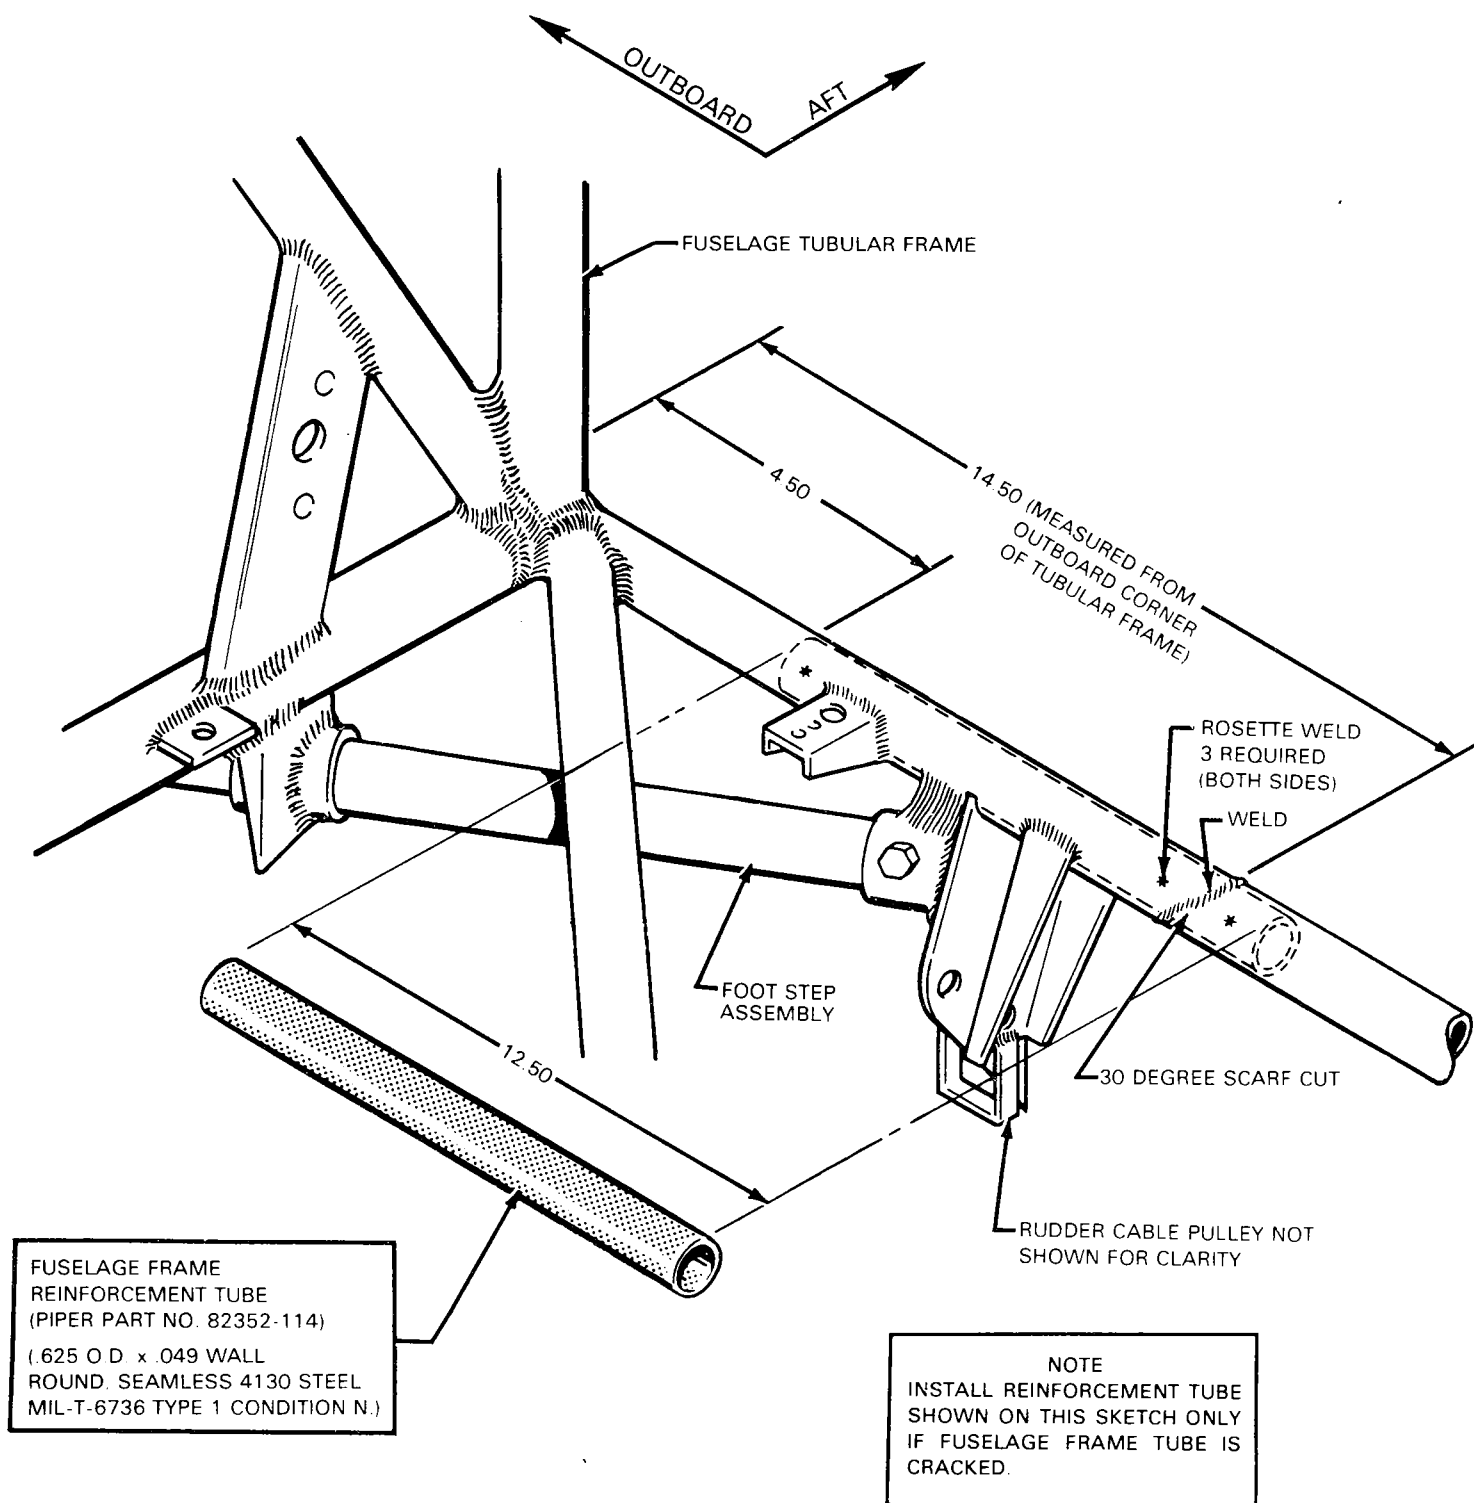 OUTBOARD
AFT
FUSELAGE TUBULAR FRAME
4.50
14.50 (MEASURED FROM
OUTBOARD CORNER
OF TUBULAR FRAME)
ROSETTE WELD
3 REQUIRED
(BOTH SIDES)
WELD
FOOT STEP
ASSEMBLY
12.50
30 DEGREE SCARF CUT
RUDDER CABLE PULLEY NOT
SHOWN FOR CLARITY
FUSELAGE FRAME
REINFORCEMENT TUBE
(PIPER PART NO. 82352-114)
(.625 O.D. x .049 WALL
ROUND, SEAMLESS 4130 STEEL
MIL-T-6736 TYPE 1 CONDITION N.)
NOTE
INSTALL REINFORCEMENT TUBE
SHOWN ON THIS SKETCH ONLY
IF FUSELAGE FRAME TUBE IS
CRACKED.